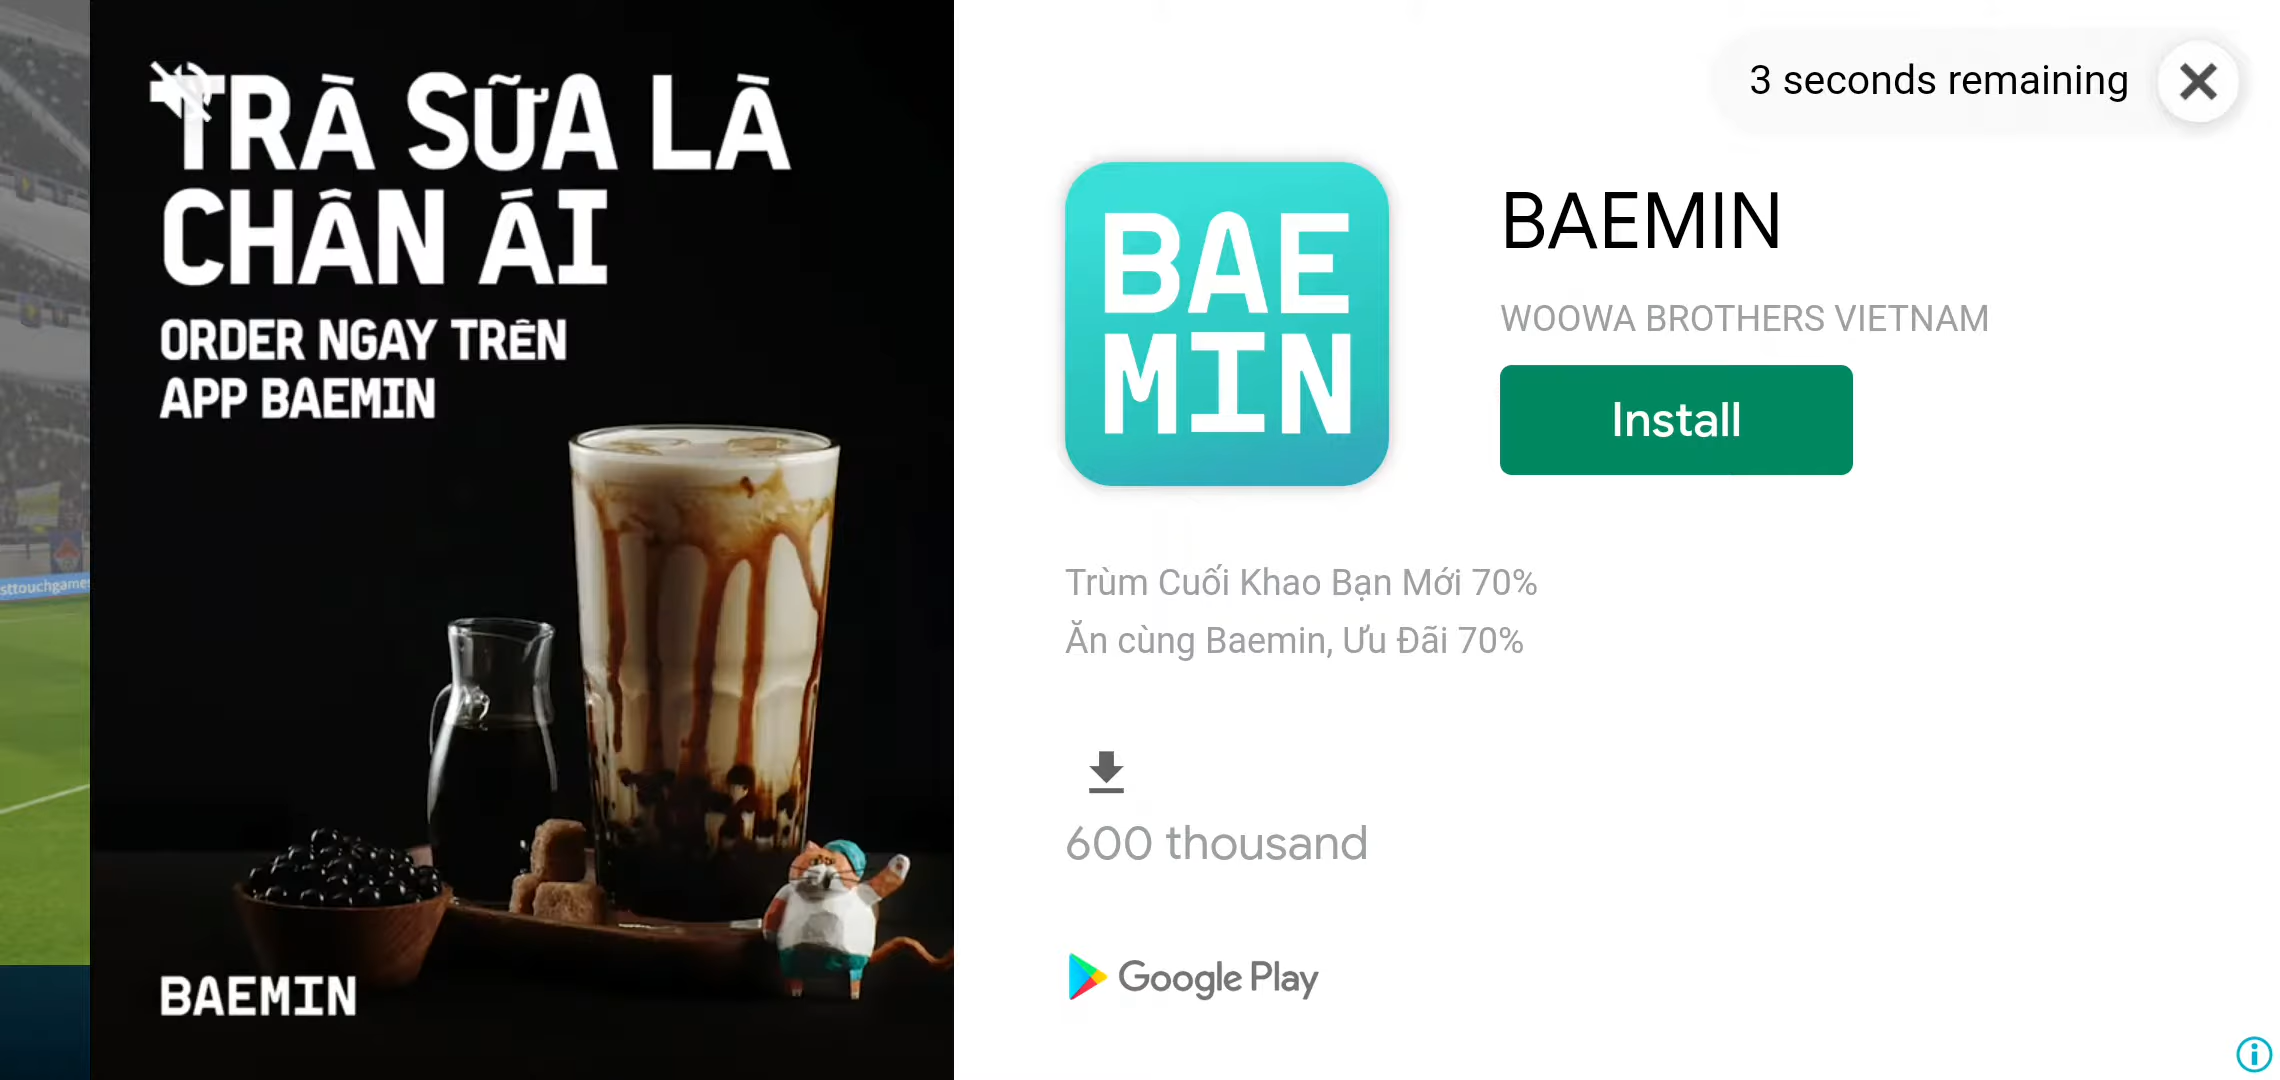 TRÀ SỮA LÀ
CHÂN ÁI
ORDER NGAY TRÊN
APP BAEMIN
BAEMIN
sttouchgames
3 seconds remaining
BAE
MIN
BAEMIN
WOOWA BROTHERS VIETNAM
Install
Trùm Cuối Khao Bạn Mới 70%
Ăn cùng Baemin, Ưu Đãi 70%
600 thousand
Google Play